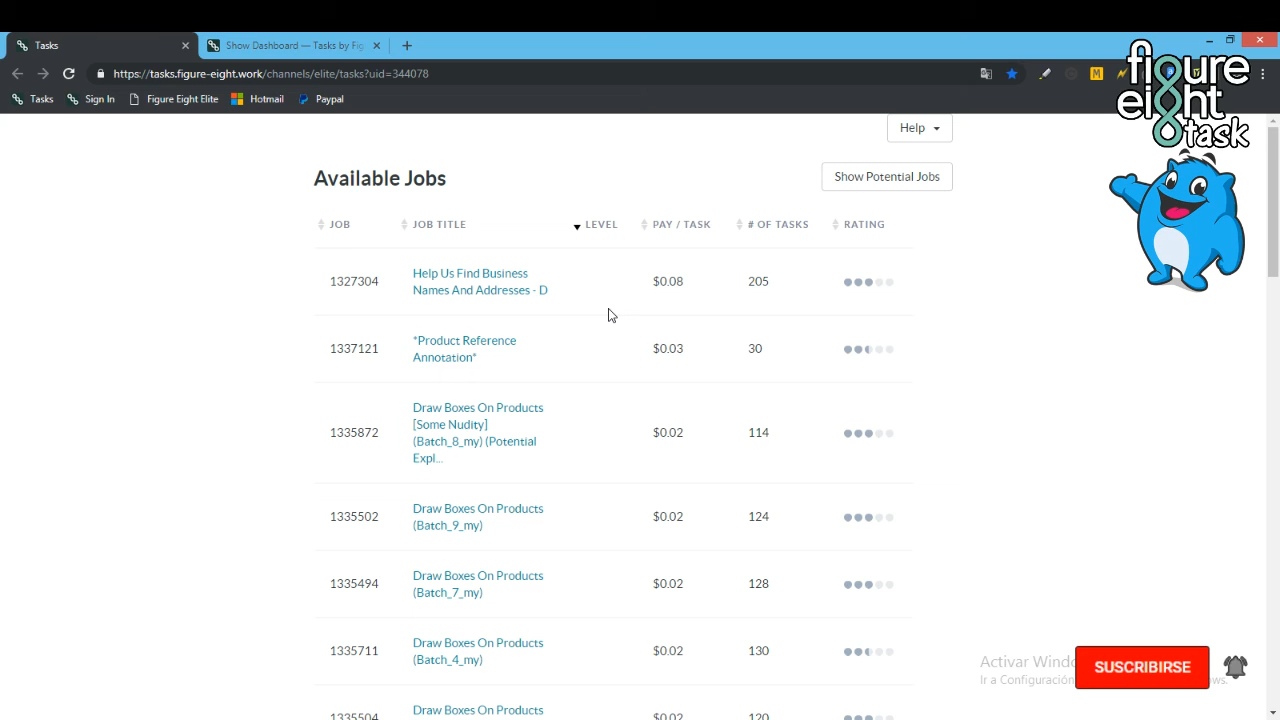 Tasks
Show Dashboard — Tasks by Fig
https://tasks.figure-eight.work/channels/elite/tasks?uid=344078
Tasks
Sign In
Figure Eight Elite
Hotmail
Paypal
figure
eight
task
Help
Available Jobs
Show Potential Jobs
JOB JOB TITLE LEVEL PAY / TASK # OF TASKS RATING
1327304 Help Us Find Business $0.08 205
Names And Addresses - D
1337121 *Product Reference $0.03 30
Annotation*
1335872 Draw Boxes On Products $0.02 114
[Some Nudity]
(Batch_8_my) (Potential
Expl...
1335502 Draw Boxes On Products $0.02 124
(Batch_9_my)
1335494 Draw Boxes On Products $0.02 128
(Batch_7_my)
1335711 Draw Boxes On Products $0.02 130
(Batch_4_my)
1335504 Draw Boxes On Products $0.02 120
Activar Windo
Ir a Configuración
SUSCRIBIRSE